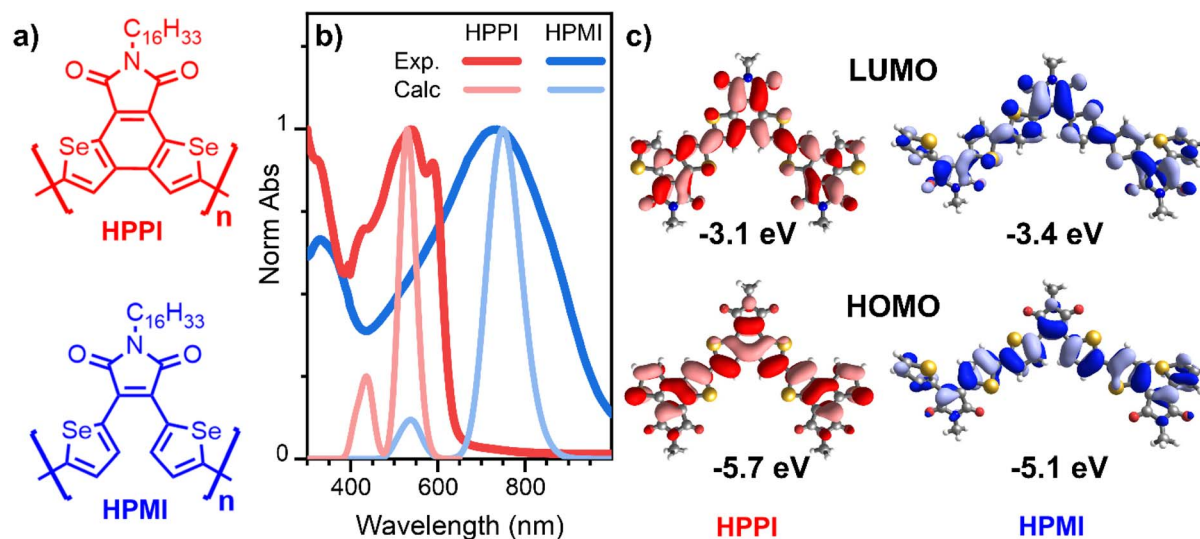 a)
C₁₆H₃₃
N
O
O
Se
Se
n
HPPI
C₁₆H₃₃
N
O
O
Se
Se
n
HPMI
b)
HPPI HPMI
Exp.
Calc
1
0
Norm Abs
400 600 800
Wavelength (nm)
c)
LUMO
-3.1 eV
-3.4 eV
HOMO
-5.7 eV
-5.1 eV
HPPI
HPMI